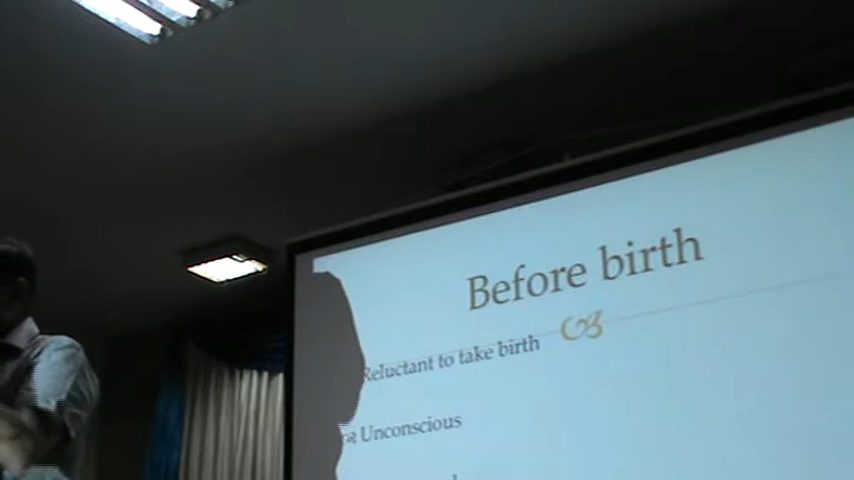 Before birth
Reluctant to take birth
Unconscious